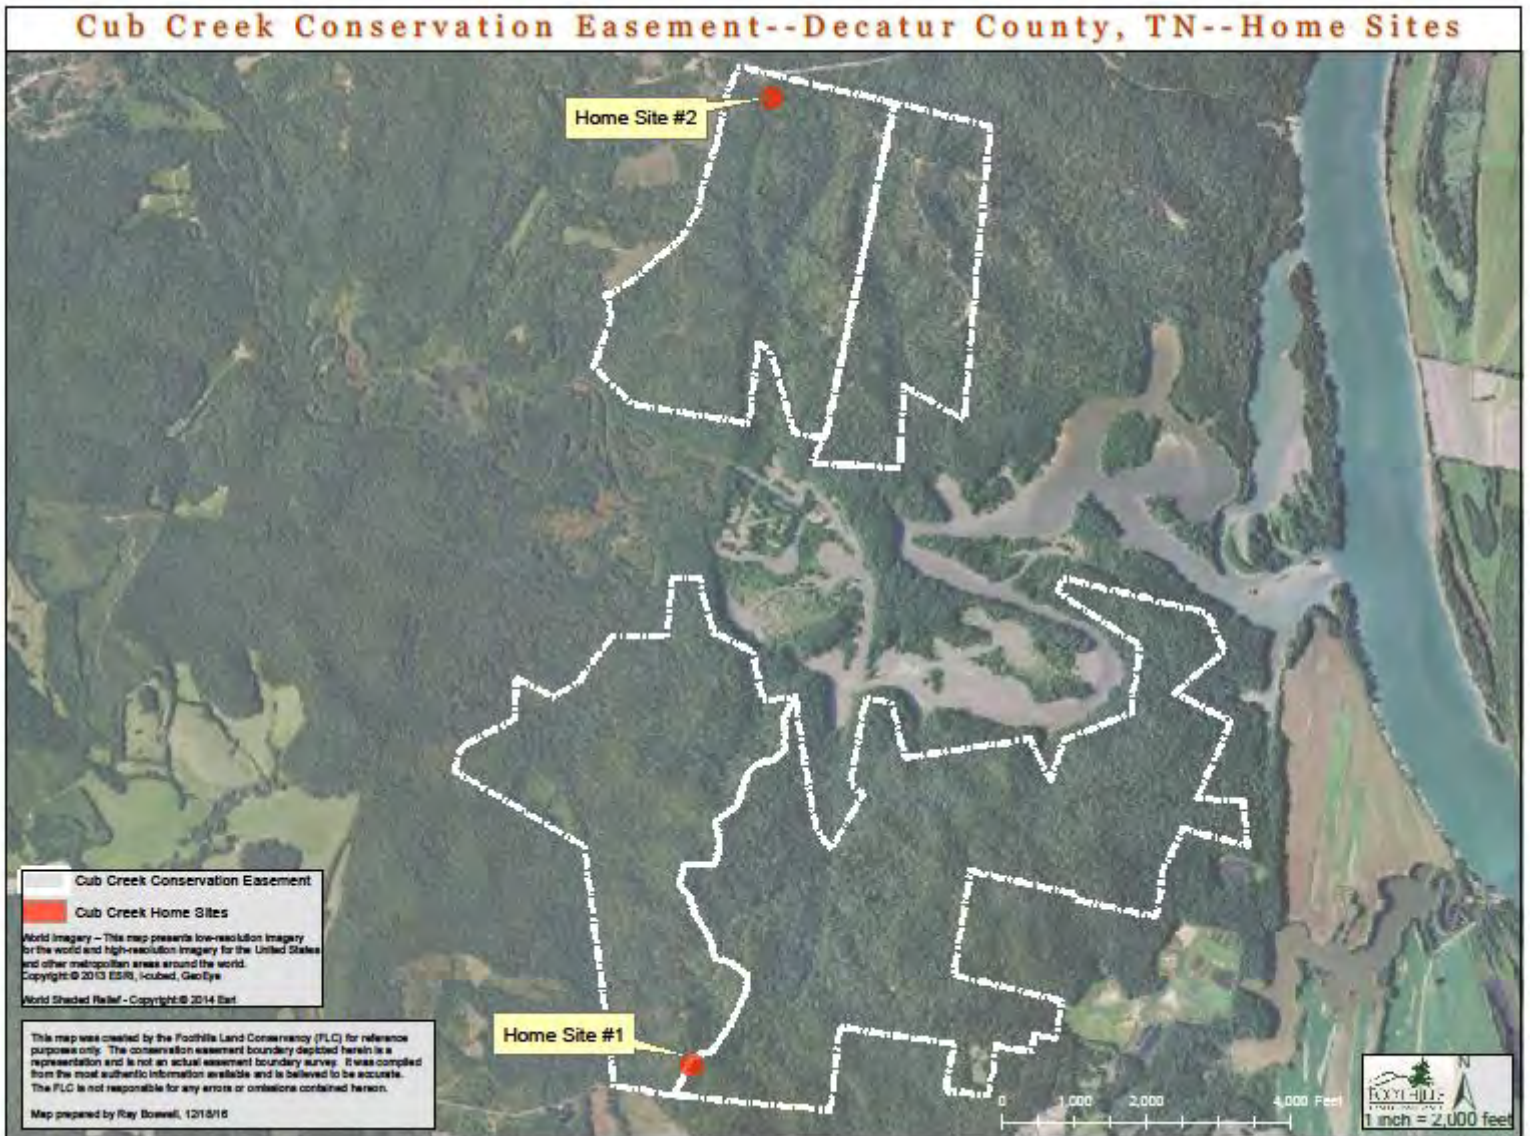 Cub Creek Conservation Easement--Decatur County, TN--Home Sites
Home Site #2
Home Site #1
Cub Creek Conservation Easement
Cub Creek Home Sites
World Imagery – This map presents low-resolution imagery
for the world and high-resolution imagery for the United States
and other metropolitan areas around the world.
Copyright:© 2013 ESRI, i-cubed, GeoEye
World Shaded Relief - Copyright:© 2014 Esri
This map was created by the Foothills Land Conservancy (FLC) for reference
purposes only. The conservation easement boundary depicted herein is a
representation and is not an actual easement boundary survey. It was compiled
from the most authentic information available and is believed to be accurate.
The FLC is not responsible for any errors or omissions contained hereon.
Map prepared by Ray Boswell, 12/18/16
0 1,000 2,000 4,000 Feet
N
FOOTHILLS
1 inch = 2,000 feet